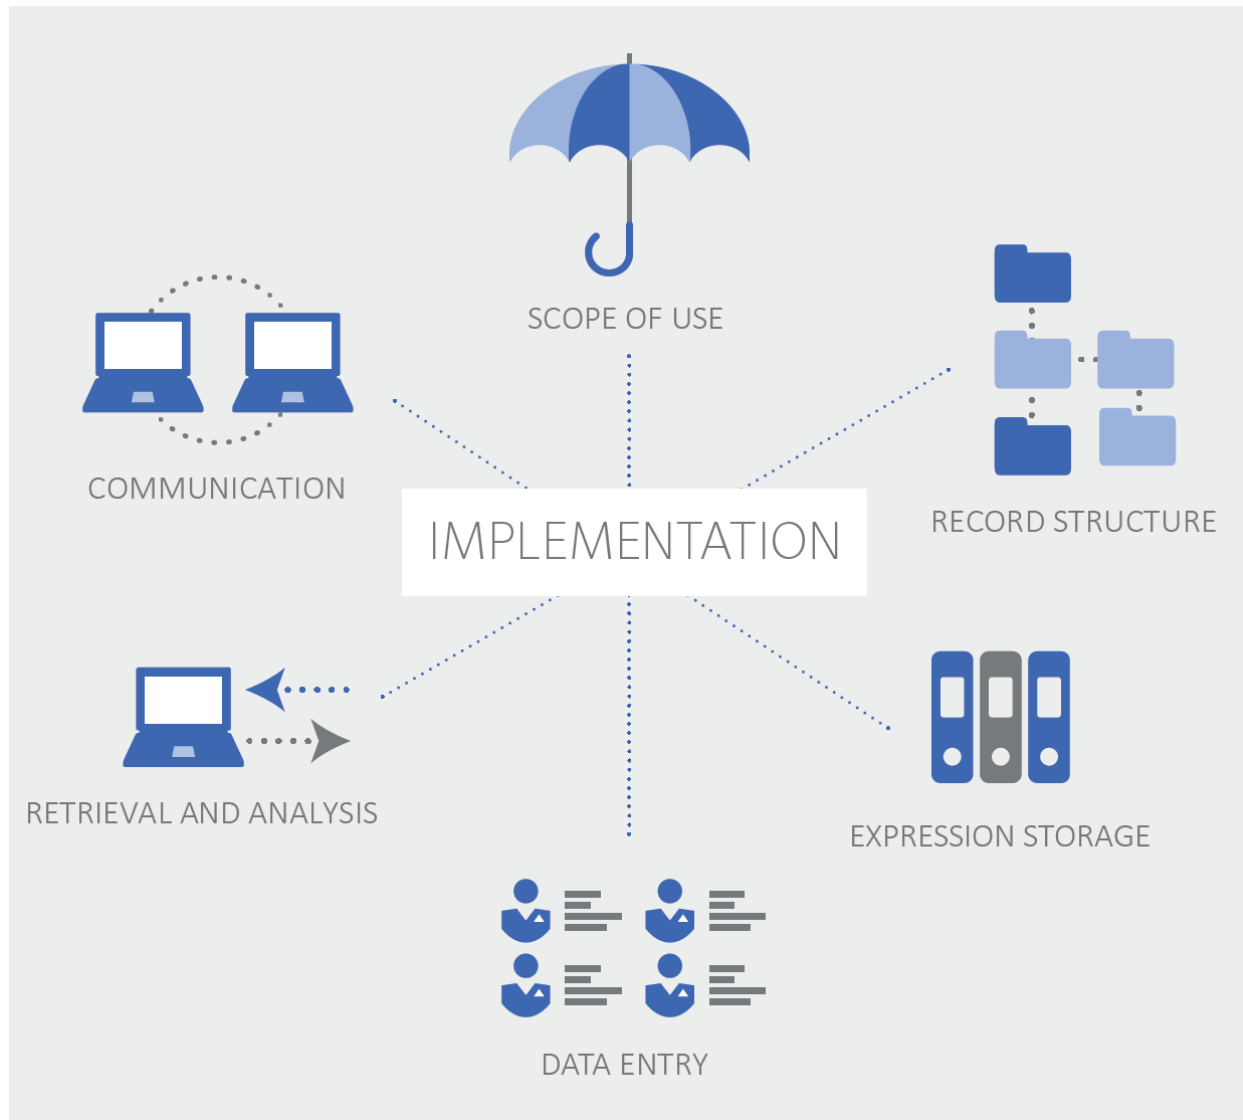 SCOPE OF USE
COMMUNICATION
RECORD STRUCTURE
IMPLEMENTATION
RETRIEVAL AND ANALYSIS
EXPRESSION STORAGE
DATA ENTRY